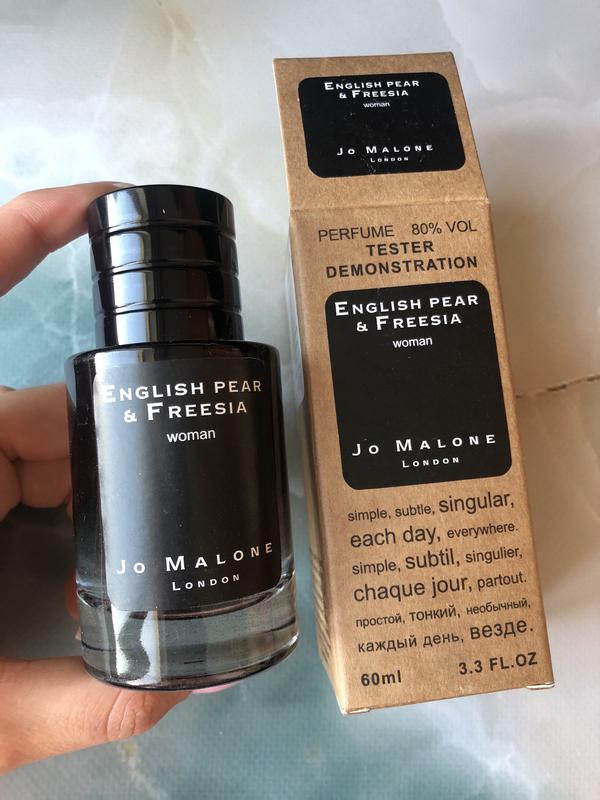 ENGLISH PEAR
& FREESIA
woman
JO MALONE
LONDON
ENGLISH PEAR
& FREESIA
woman
JO MALONE
LONDON
PERFUME 80% VOL
TESTER
DEMONSTRATION
ENGLISH PEAR
& FREESIA
woman
JO MALONE
LONDON
simple, subtle, singular,
each day, everywhere.
simple, subtil, singulier,
chaque jour, partout.
простой, тонкий, необычный,
каждый день, везде.
60ml 3.3 FL.OZ